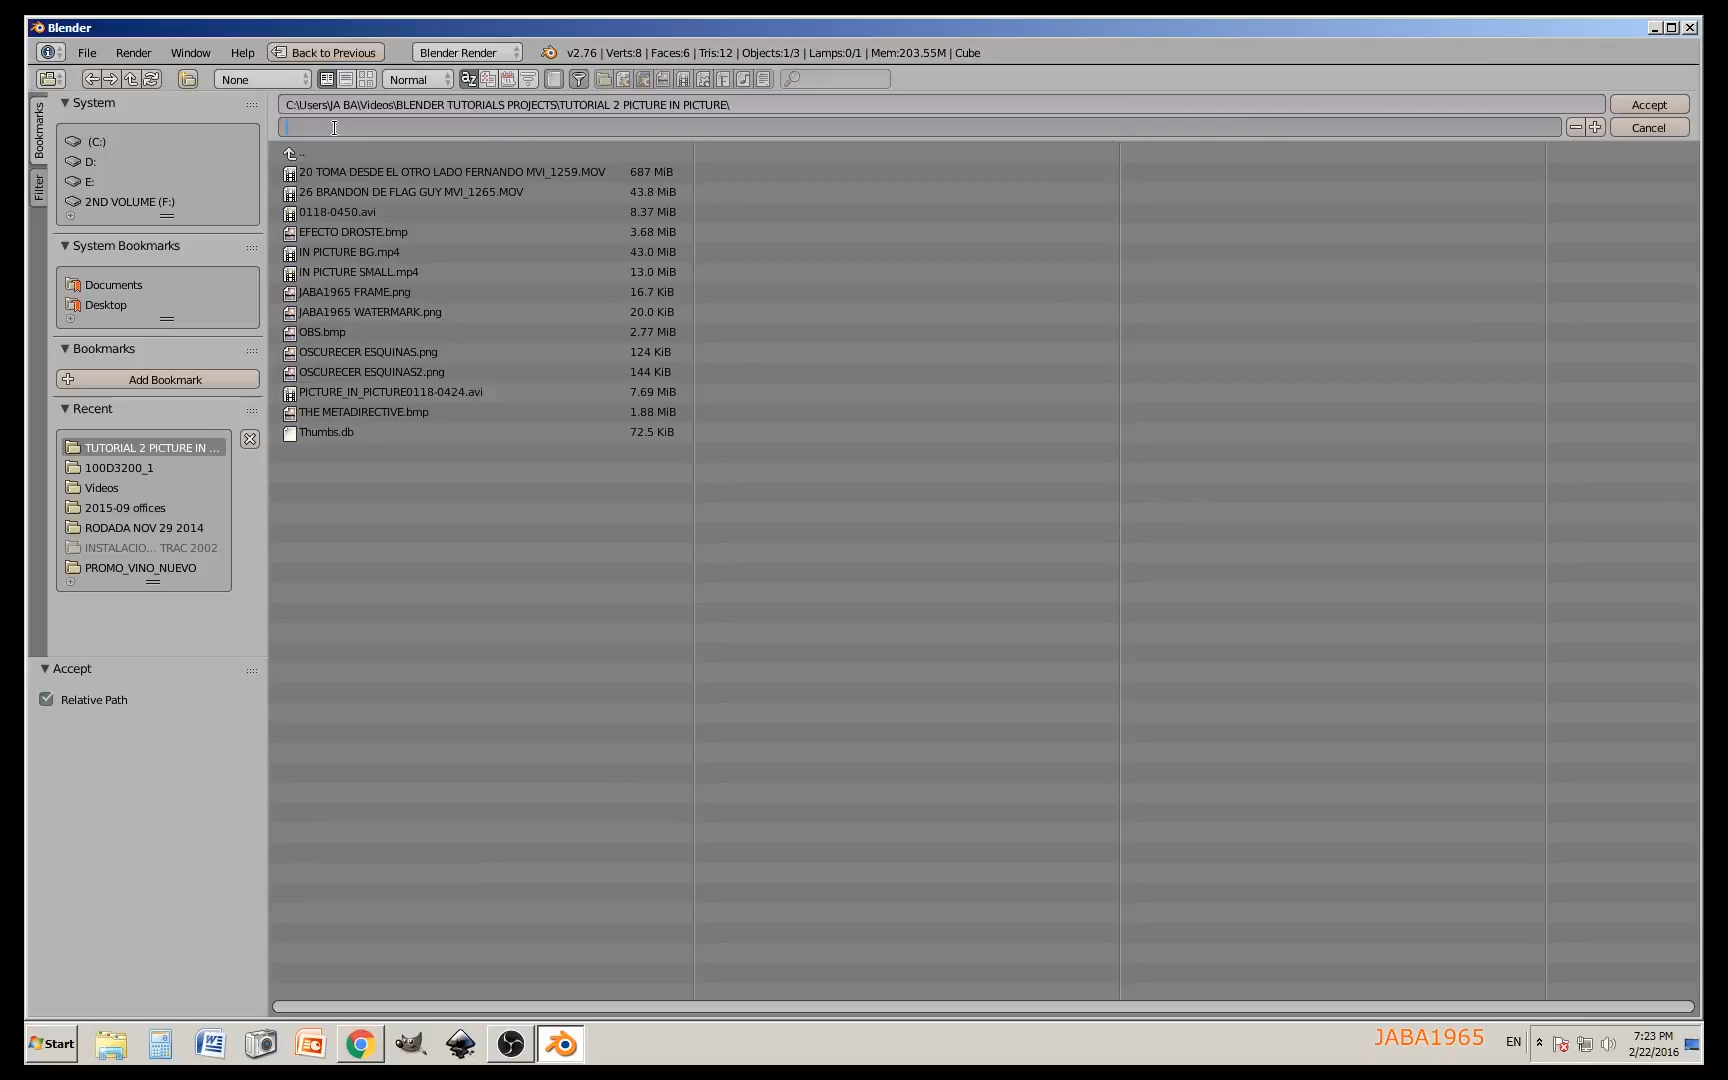 Blender
File Render Window Help Back to Previous Blender Render v2.76 | Verts:8 | Faces:6 | Tris:12 | Objects:1/3 | Lamps:0/1 | Mem:203.55M | Cube
None Normal
Bookmarks
Filter
System
(C:)
D:
E:
2ND VOLUME (F:)
System Bookmarks
Documents
Desktop
Bookmarks
Add Bookmark
Recent
TUTORIAL 2 PICTURE IN ...
100D3200_1
Videos
2015-09 offices
RODADA NOV 29 2014
INSTALACIO... TRAC 2002
PROMO_VINO_NUEVO
Accept
Relative Path
C:\Users\JA BA\Videos\BLENDER TUTORIALS PROJECTS\TUTORIAL 2 PICTURE IN PICTURE\
Accept
Cancel
..
20 TOMA DESDE EL OTRO LADO FERNANDO MVI_1259.MOV 687 MiB
26 BRANDON DE FLAG GUY MVI_1265.MOV 43.8 MiB
0118-0450.avi 8.37 MiB
EFECTO DROSTE.bmp 3.68 MiB
IN PICTURE BG.mp4 43.0 MiB
IN PICTURE SMALL.mp4 13.0 MiB
JABA1965 FRAME.png 16.7 KiB
JABA1965 WATERMARK.png 20.0 KiB
OBS.bmp 2.77 MiB
OSCURECER ESQUINAS.png 124 KiB
OSCURECER ESQUINAS2.png 144 KiB
PICTURE_IN_PICTURE0118-0424.avi 7.69 MiB
THE METADIRECTIVE.bmp 1.88 MiB
Thumbs.db 72.5 KiB
Start
JABA1965
EN
7:23 PM
2/22/2016